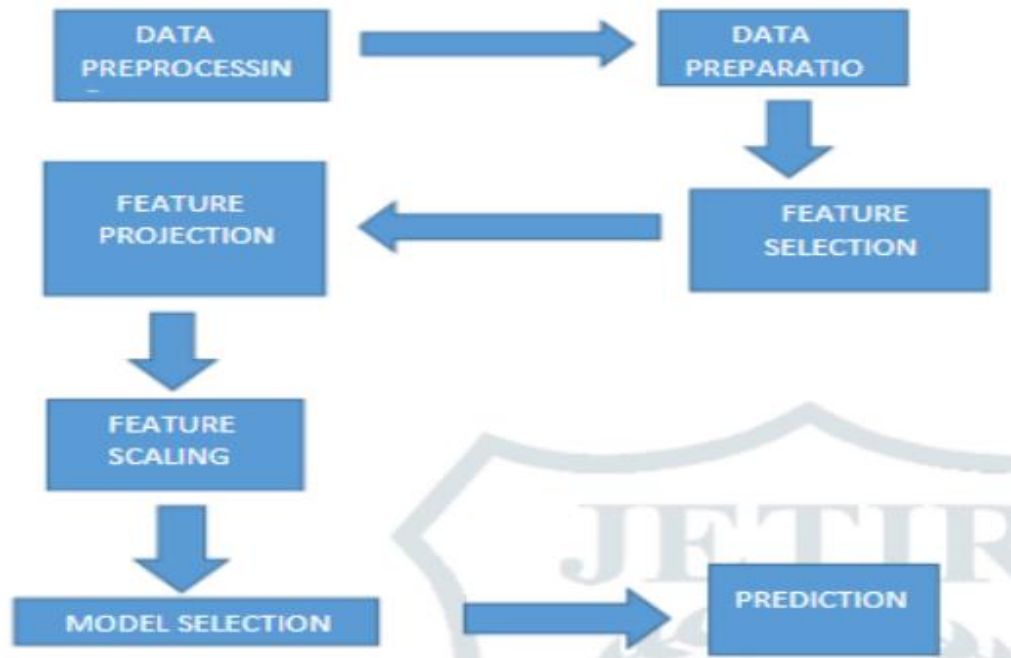 DATA
PREPROCESSIN
DATA
PREPARATIO
FEATURE
SELECTION
FEATURE
PROJECTION
FEATURE
SCALING
MODEL SELECTION
PREDICTION
JETIR